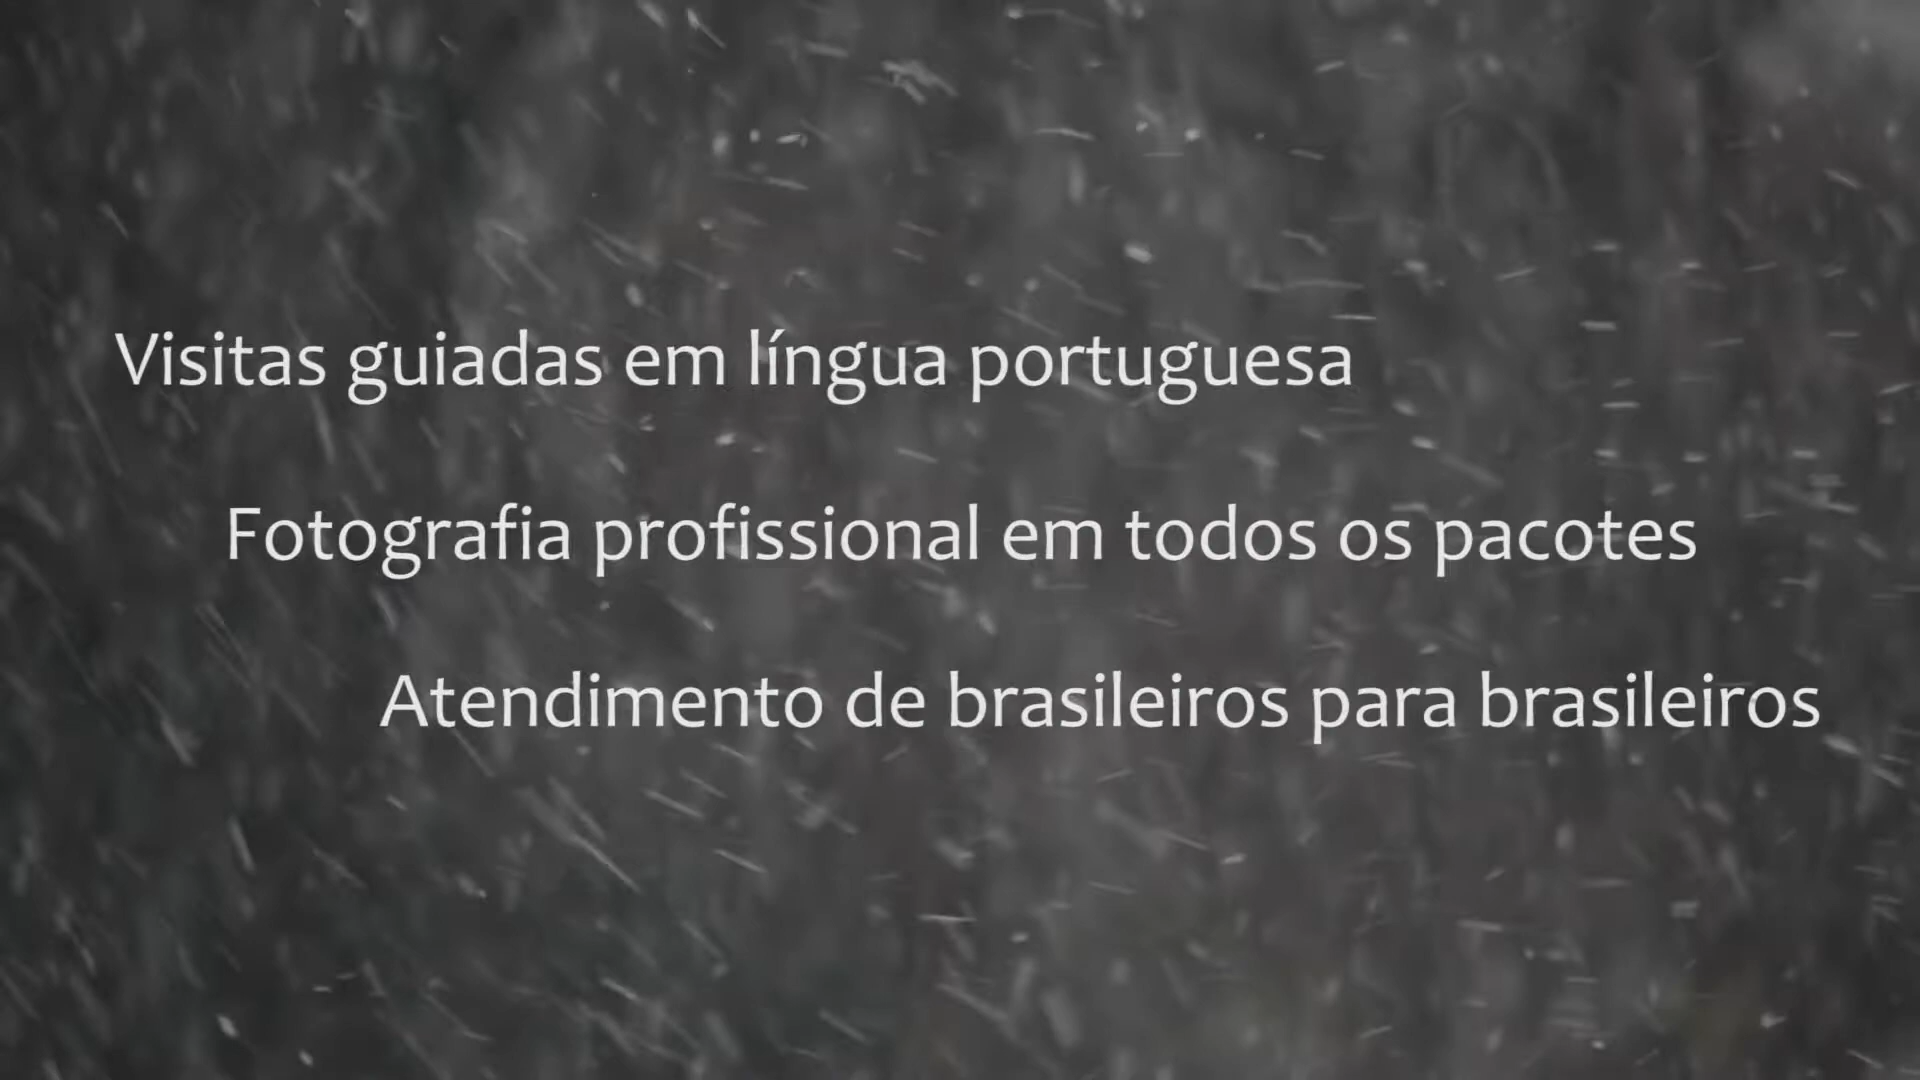 Visitas guiadas em língua portuguesa
Fotografia profissional em todos os pacotes
Atendimento de brasileiros para brasileiros